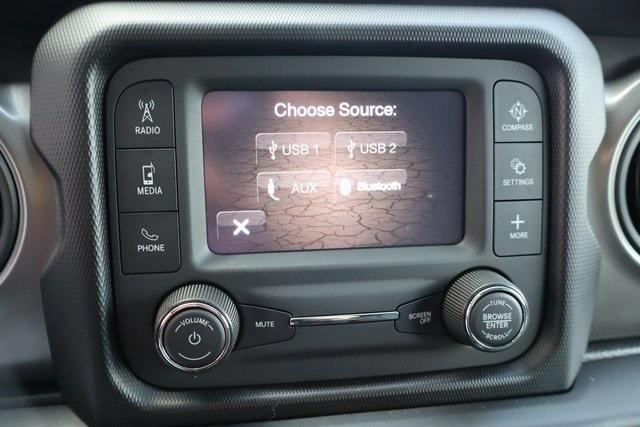 RADIO
MEDIA
PHONE
Choose Source:
USB 1
USB 2
AUX
Bluetooth
N
COMPASS
SETTINGS
MORE
VOLUME
MUTE
SCREEN
OFF
TUNE
BROWSE
ENTER
SCROLL